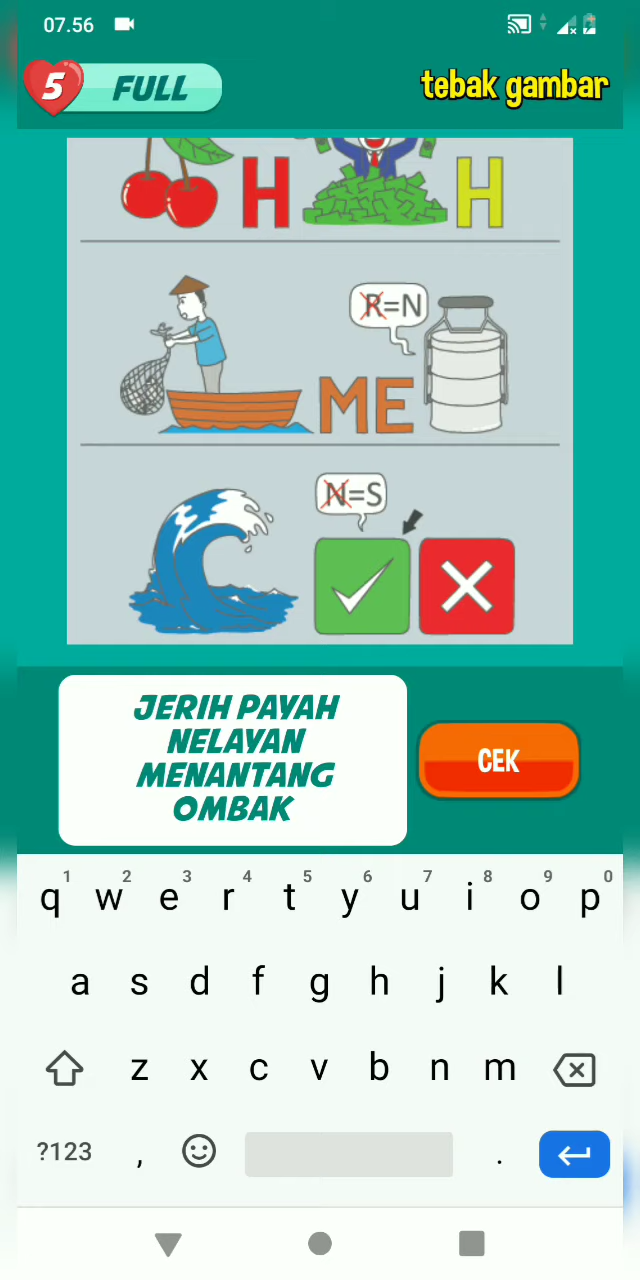 07.56
5 FULL
tebak gambar
H H
R=N
ME
N=S
JERIH PAYAH
NELAYAN
MENANTANG
OMBAK
CEK
1 2 3 4 5 6 7 8 9 0
q w e r t y u i o p
a s d f g h j k l
z x c v b n m
?123 , .